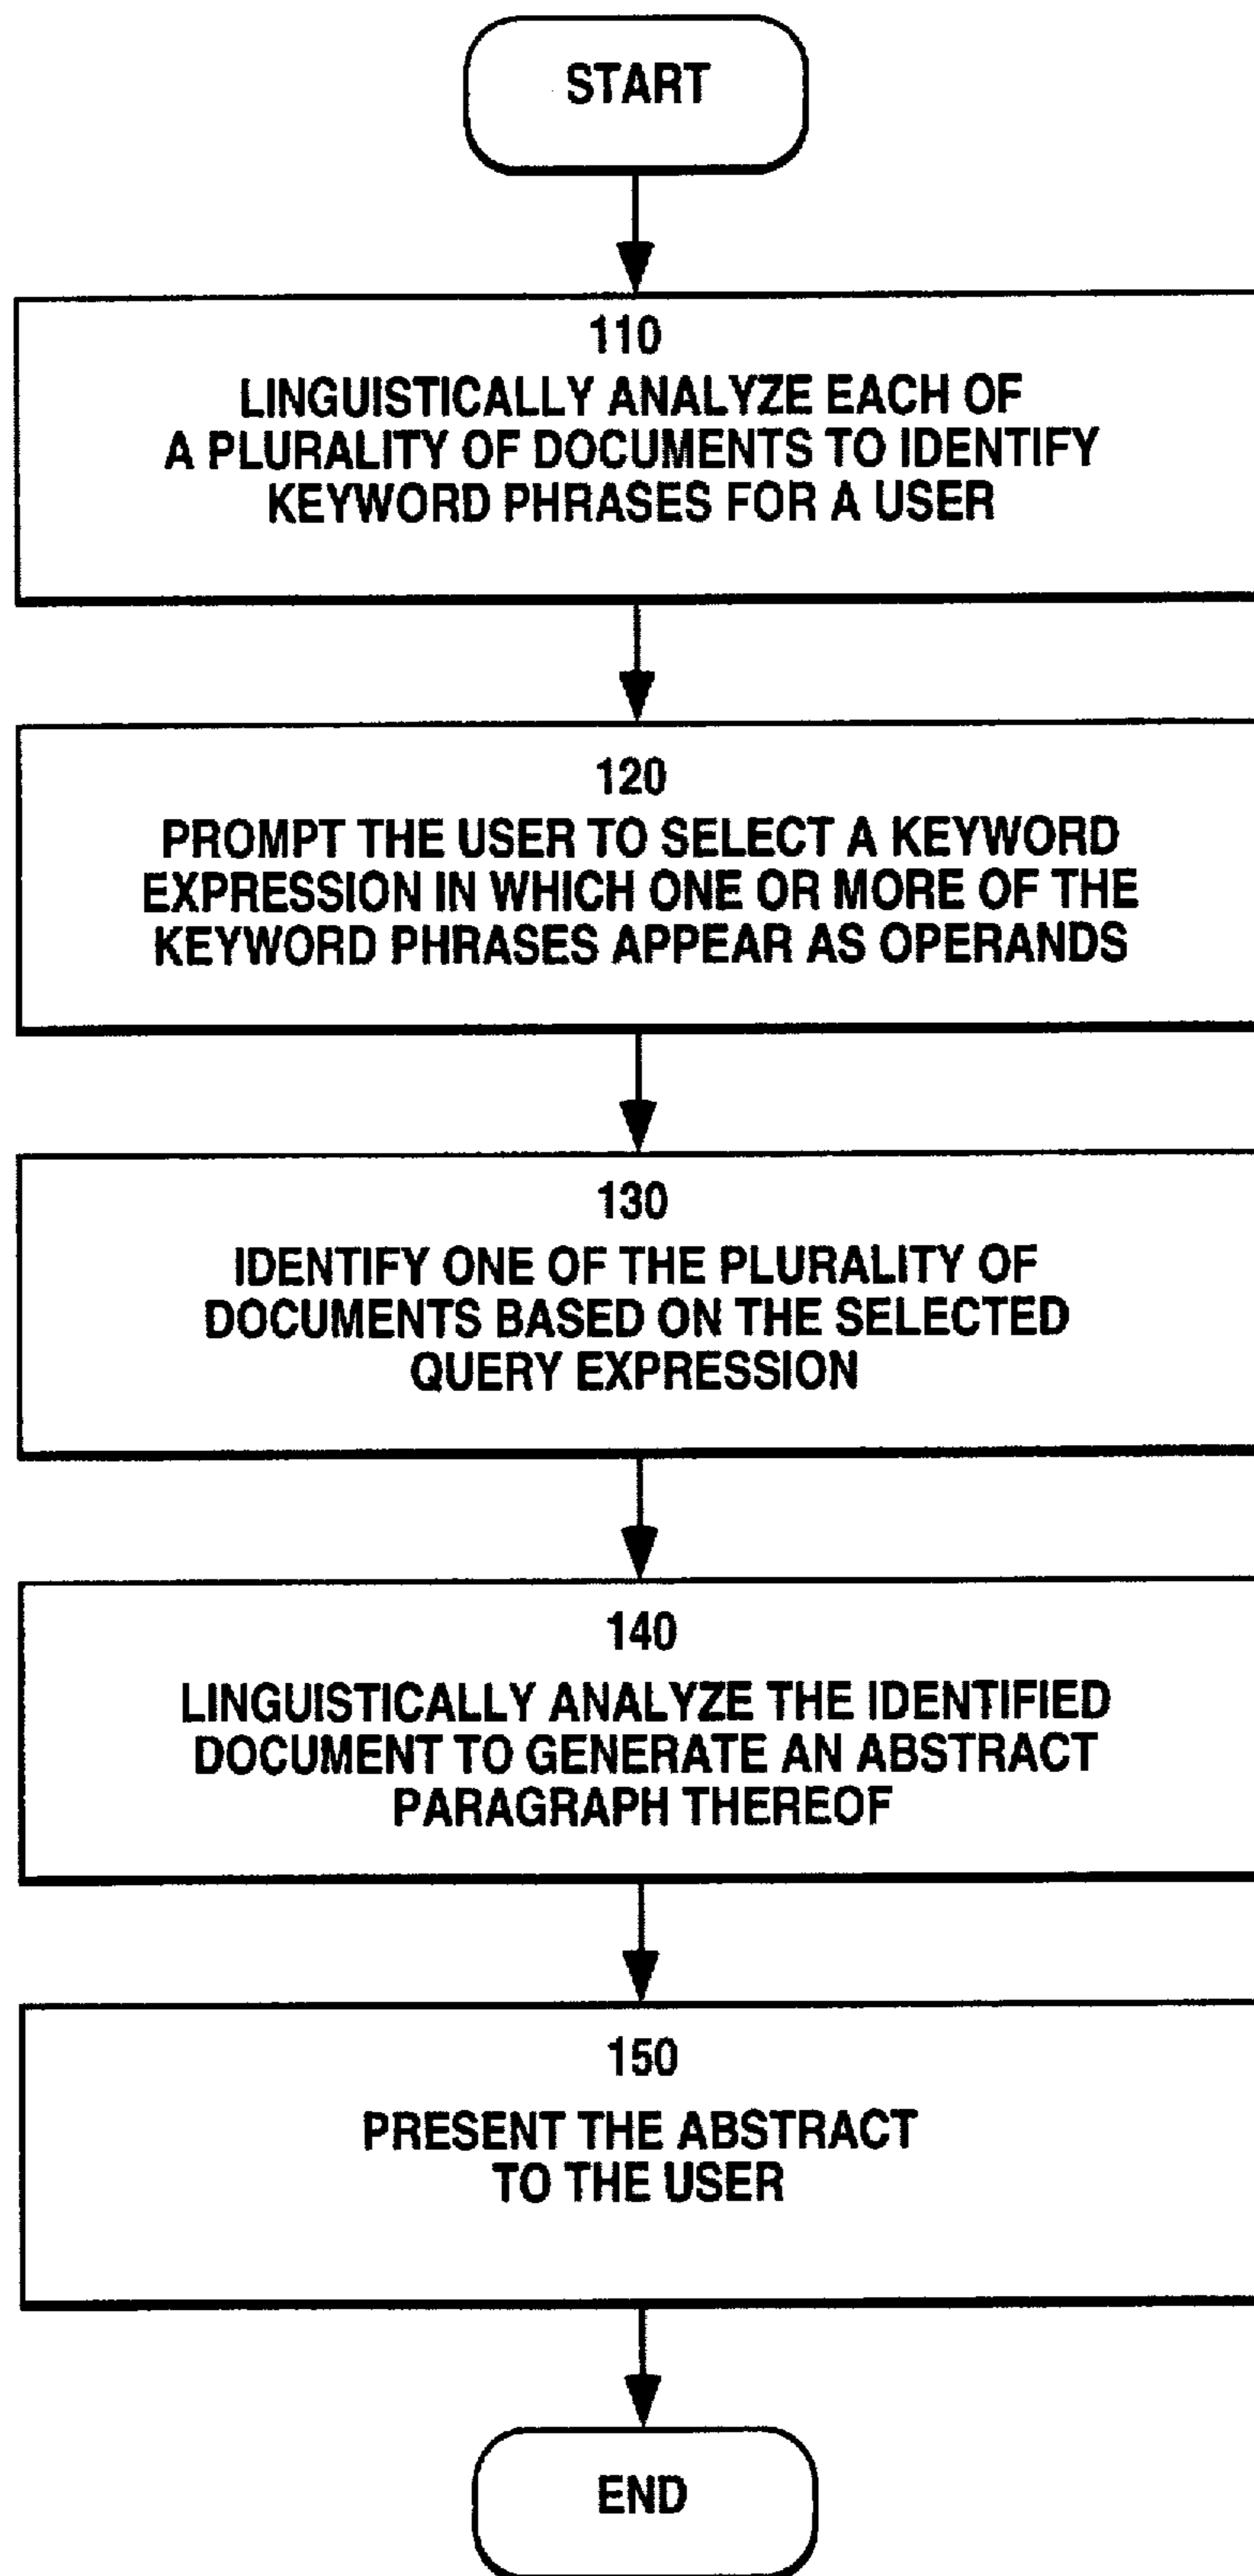 START
110
LINGUISTICALLY ANALYZE EACH OF
A PLURALITY OF DOCUMENTS TO IDENTIFY
KEYWORD PHRASES FOR A USER
120
PROMPT THE USER TO SELECT A KEYWORD
EXPRESSION IN WHICH ONE OR MORE OF THE
KEYWORD PHRASES APPEAR AS OPERANDS
130
IDENTIFY ONE OF THE PLURALITY OF
DOCUMENTS BASED ON THE SELECTED
QUERY EXPRESSION
140
LINGUISTICALLY ANALYZE THE IDENTIFIED
DOCUMENT TO GENERATE AN ABSTRACT
PARAGRAPH THEREOF
150
PRESENT THE ABSTRACT
TO THE USER
END